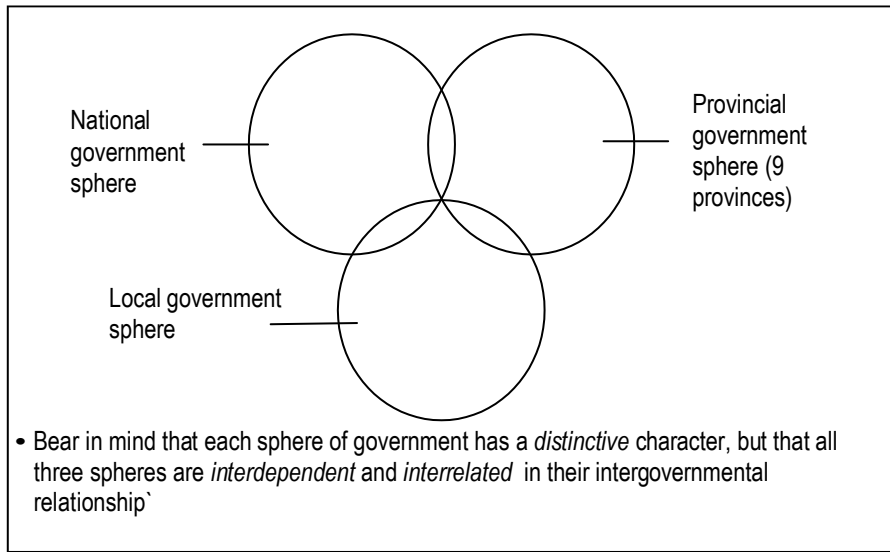 National
government
sphere
Provincial
government
sphere (9
provinces)
Local government
sphere
• Bear in mind that each sphere of government has a distinctive character, but that all
three spheres are interdependent and interrelated in their intergovernmental
relationship`